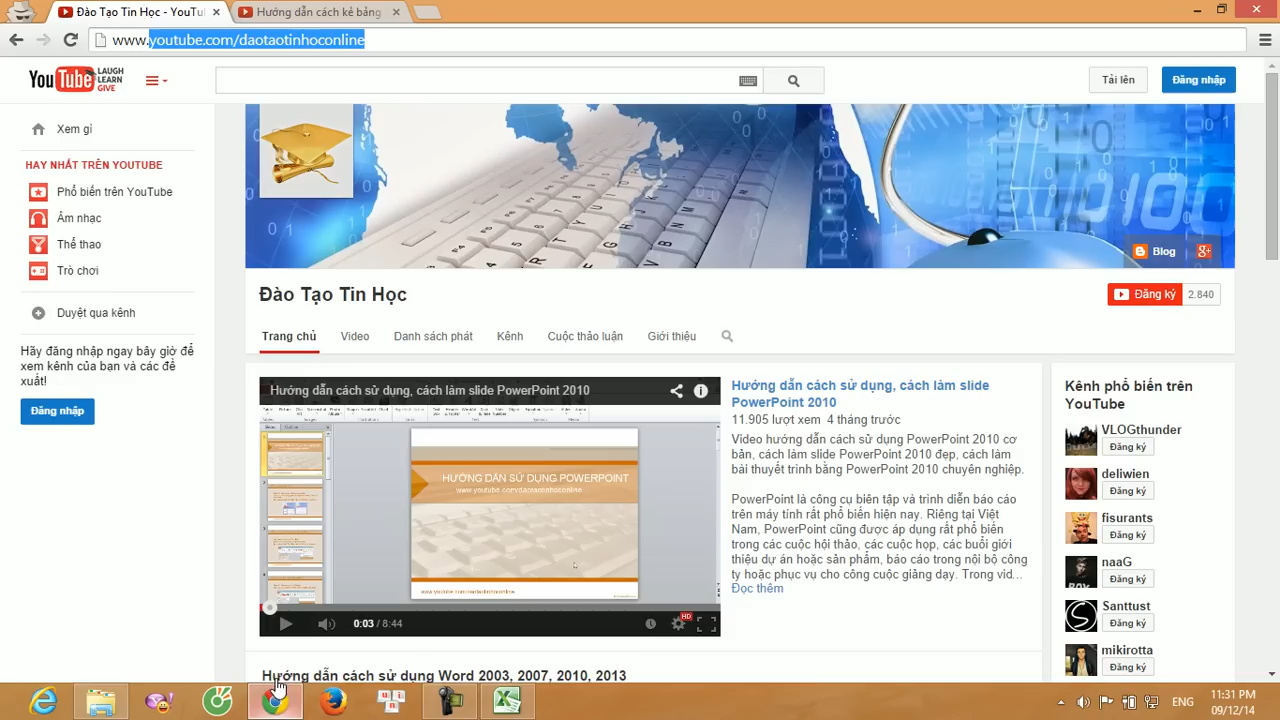 Đào Tạo Tin Học - YouTu
Hướng dẫn cách kẻ bảng
www.youtube.com/daotaotinhoconline
YouTube LAUGH LEARN GIVE
Tải lên
Đăng nhập
Xem gì
HAY NHẤT TRÊN YOUTUBE
Phổ biến trên YouTube
Âm nhạc
Thể thao
Trò chơi
Duyệt qua kênh
Hãy đăng nhập ngay bây giờ để
xem kênh của bạn và các đề
xuất!
Đăng nhập
Blog
Đào Tạo Tin Học
Đăng ký 2.840
Trang chủ Video Danh sách phát Kênh Cuộc thảo luận Giới thiệu
Hướng dẫn cách sử dụng, cách làm slide PowerPoint 2010
HƯỚNG DẪN SỬ DỤNG POWERPOINT
www.youtube.com/daotaotinhoconline
www.youtube.com/daotaotinhoconline
0:03 / 8:44
HD
Hướng dẫn cách sử dụng, cách làm slide
PowerPoint 2010
11.905 lượt xem 4 tháng trước
Video hướng dẫn cách sử dụng PowerPoint 2010 cơ
bản, cách làm slide PowerPoint 2010 đẹp, cách làm
bài thuyết trình bằng PowerPoint 2010 chuyên nghiệp.
PowerPoint là công cụ biên tập và trình diễn báo cáo
trên máy tính rất phổ biến hiện nay. Riêng tại Việt
Nam, PowerPoint cũng được áp dụng rất phổ biến
trong các cuộc hội thảo, các cuộc họp, các buổi giới
thiệu dự án hoặc sản phẩm, báo cáo trong nội bộ công
ty hoặc phục vụ cho công cuộc giảng dạy. Trong vid...
Đọc thêm
Kênh phổ biến trên
YouTube
VLOGthunder
Đăng ký
deliwien
Đăng ký
fisurants
Đăng ký
naaG
Đăng ký
Santtust
Đăng ký
mikirotta
Đăng ký
Hướng dẫn cách sử dụng Word 2003, 2007, 2010, 2013
ENG
11:31 PM
09/12/14